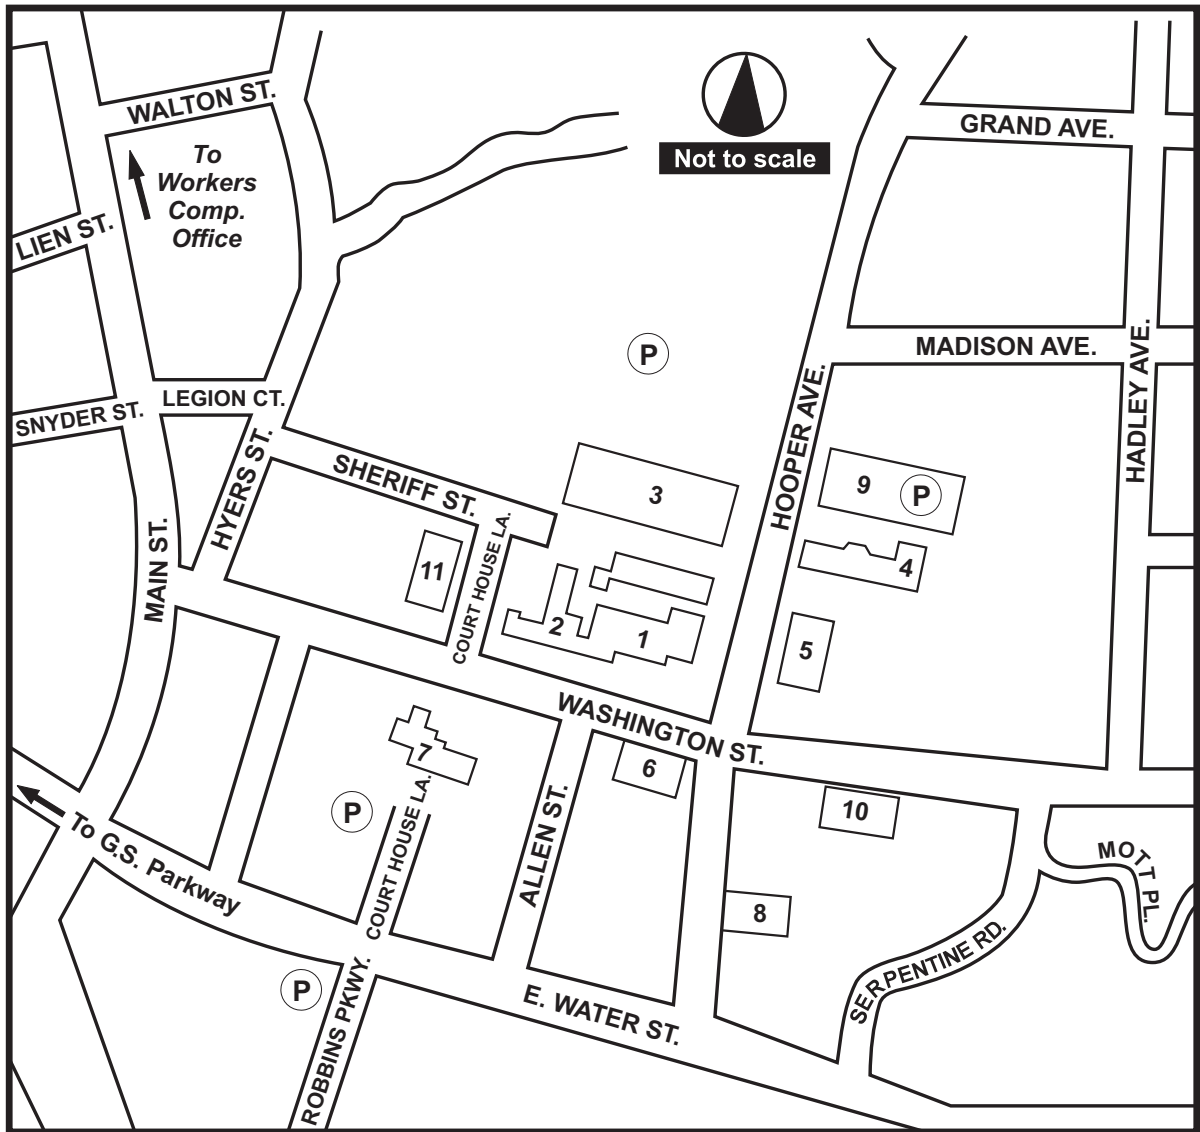 WALTON ST.
GRAND AVE.
Not to scale
To
Workers
Comp.
Office
LIEN ST.
P
MADISON AVE.
HADLEY AVE.
LEGION CT.
SNYDER ST.
HOOPER AVE.
HYERS ST.
SHERIFF ST.
3
9
P
COURT HOUSE LA.
MAIN ST.
11
4
2
1
5
WASHINGTON ST.
7
6
P
COURT HOUSE LA.
ALLEN ST.
10
To G.S. Parkway
MOTT PL.
8
SERPENTINE RD.
P
ROBBINS PKWY.
E. WATER ST.